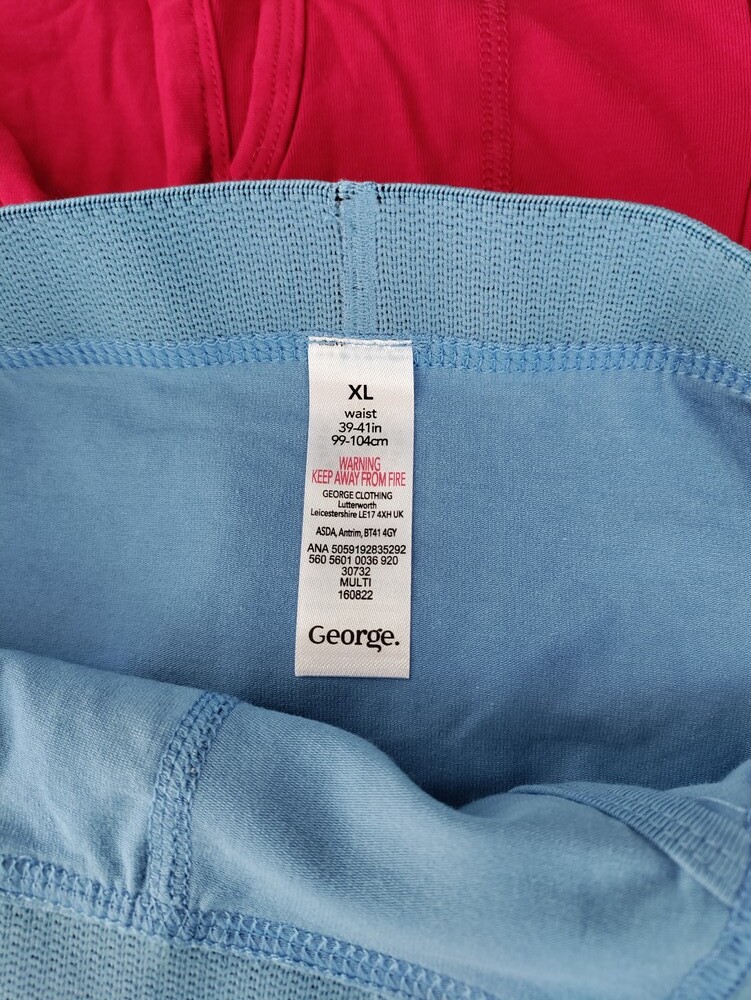 XL
waist
39-41in
99-104cm
WARNING
KEEP AWAY FROM FIRE
GEORGE CLOTHING
Lutterworth
Leicestershire LE17 4XH UK
ASDA, Antrim, BT41 4GY
ANA 5059192835292
560 5601 0036 920
30732
MULTI
160822
George.